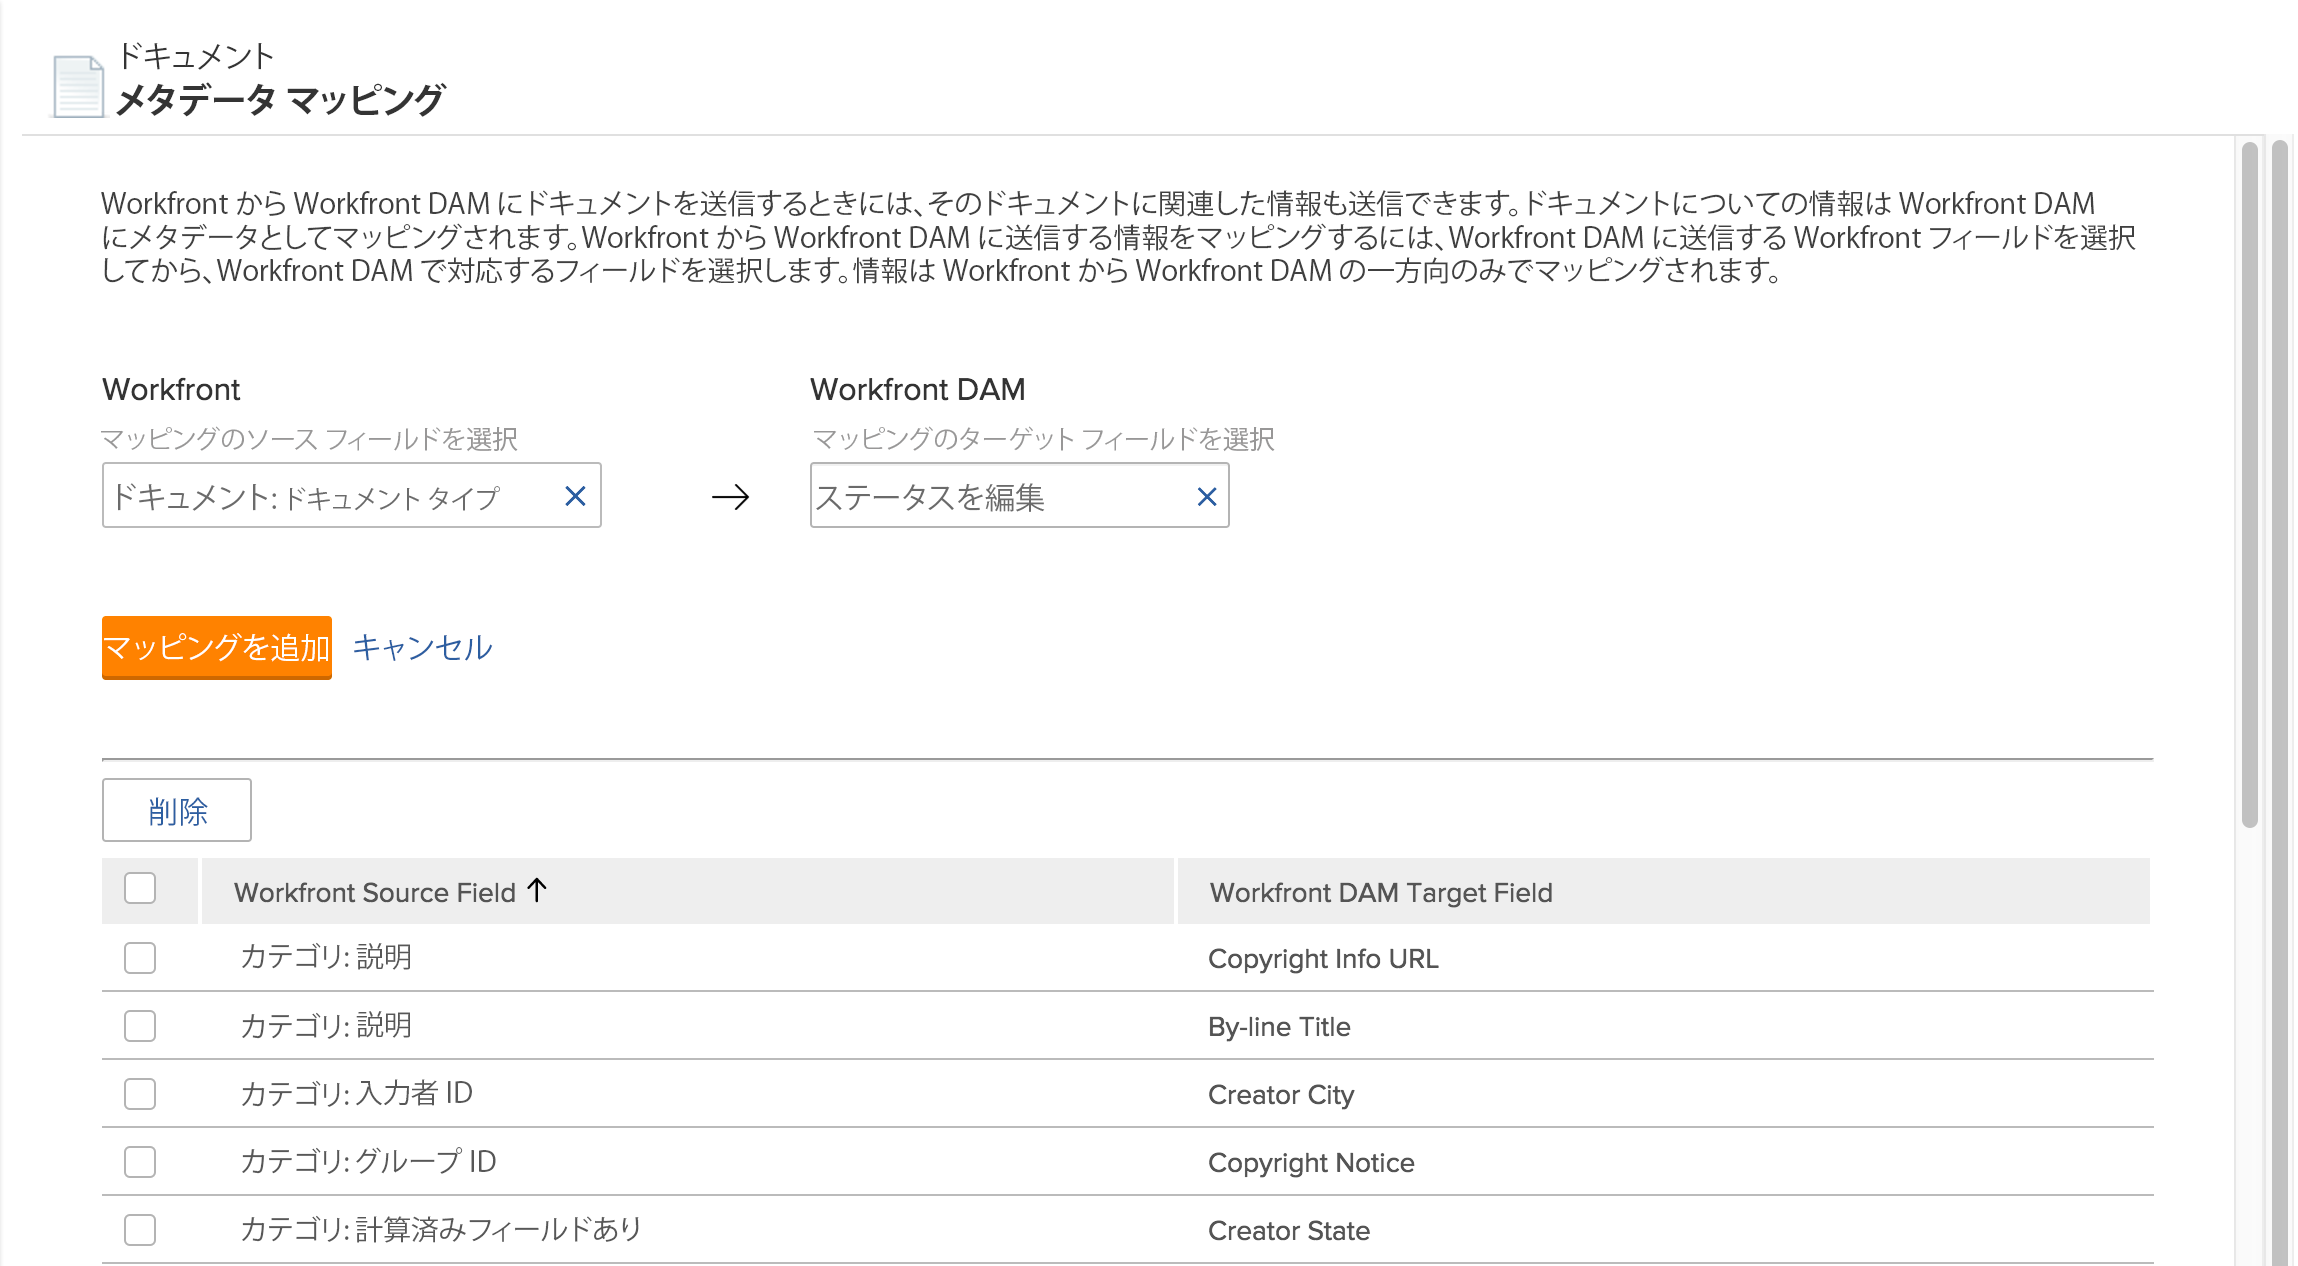 ドキュメント
メタデータ マッピング
Workfront から Workfront DAM にドキュメントを送信するときには、そのドキュメントに関連した情報も送信できます。ドキュメントについての情報は Workfront DAM
にメタデータとしてマッピングされます。Workfront から Workfront DAM に送信する情報をマッピングするには、Workfront DAM に送信する Workfront フィールドを選択
してから、Workfront DAM で対応するフィールドを選択します。情報は Workfront から Workfront DAM の一方向のみでマッピングされます。
Workfront
Workfront DAM
マッピングのソース フィールドを選択
マッピングのターゲット フィールドを選択
ドキュメント: ドキュメント タイプ
ステータスを編集
マッピングを追加
キャンセル
削除
Workfront Source Field ↑
Workfront DAM Target Field
カテゴリ: 説明
Copyright Info URL
カテゴリ: 説明
By-line Title
カテゴリ: 入力者 ID
Creator City
カテゴリ: グループ ID
Copyright Notice
カテゴリ: 計算済みフィールドあり
Creator State